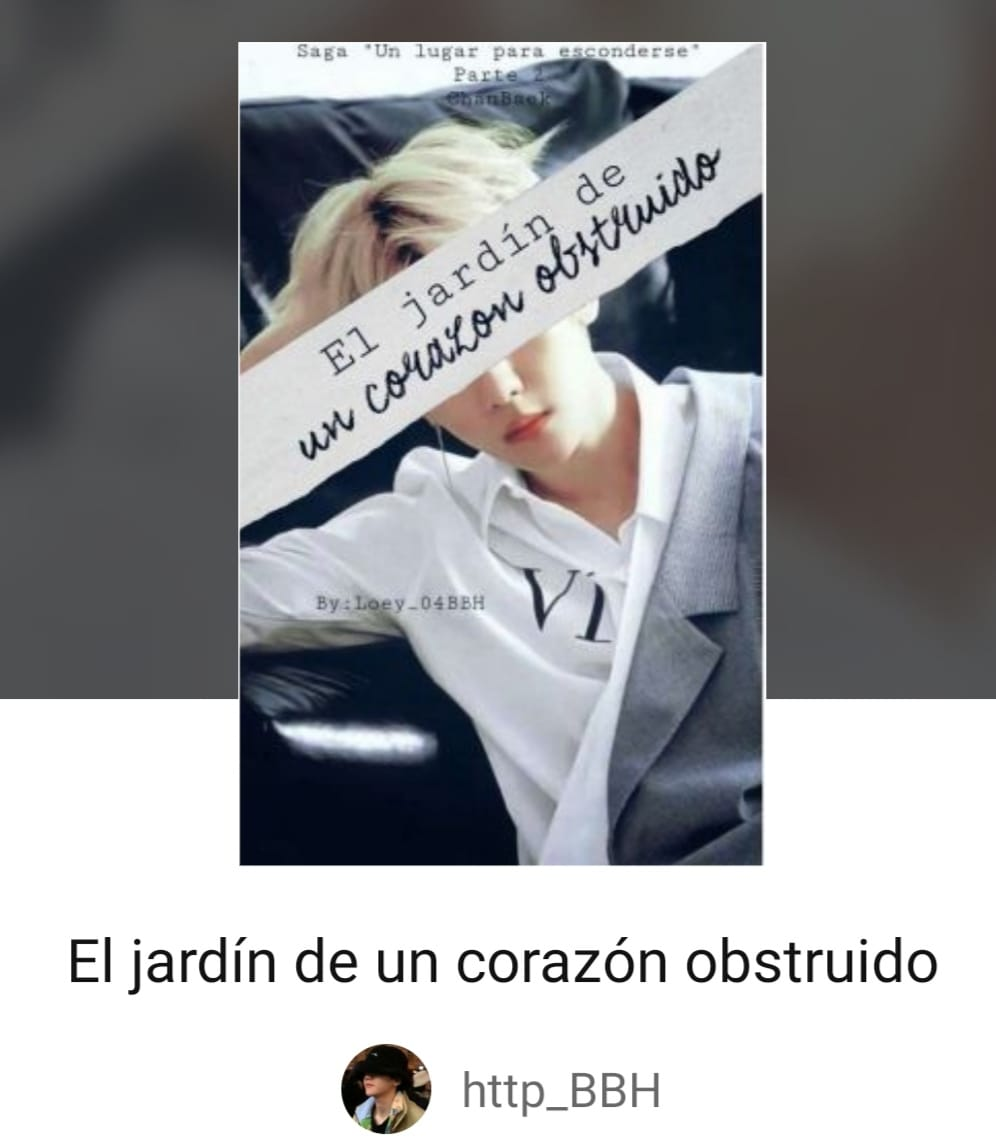 Saga "Un lugar para esconderse"
Parte 2
ChanBaek
El jardín de
un corazon obstruido
By:Loey_04BBH
VI
El jardín de un corazón obstruido
http_BBH